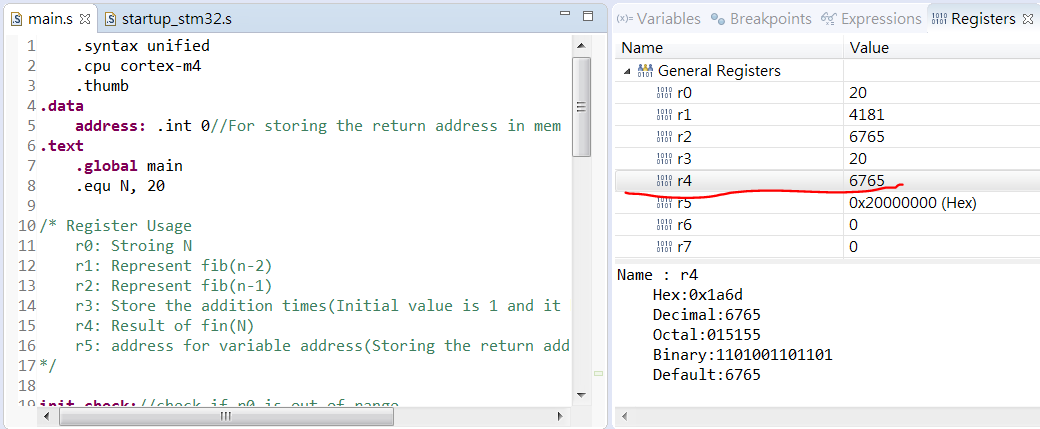 main.s startup_stm32.s
1 .syntax unified
2 .cpu cortex-m4
3 .thumb
4 .data
5 address: .int 0//For storing the return address in mem
6 .text
7 .global main
8 .equ N, 20
9
10 /* Register Usage
11 r0: Stroing N
12 r1: Represent fib(n-2)
13 r2: Represent fib(n-1)
14 r3: Store the addition times(Initial value is 1 and it
15 r4: Result of fin(N)
16 r5: address for variable address(Storing the return add
17 */
18
19 init_check://check if r0 is out of range
(x)= Variables Breakpoints Expressions Registers
Name Value
General Registers
r0 20
r1 4181
r2 6765
r3 20
r4 6765
r5 0x20000000 (Hex)
r6 0
r7 0
Name : r4
Hex:0x1a6d
Decimal:6765
Octal:015155
Binary:1101001101101
Default:6765